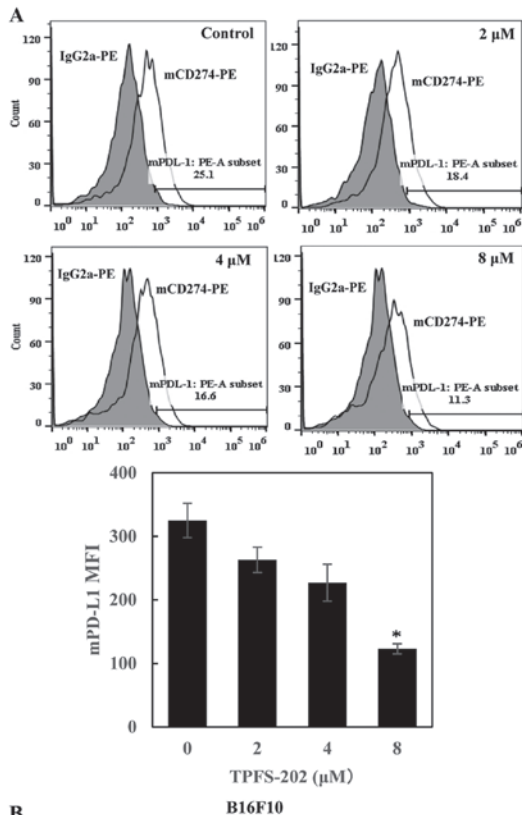 A
Control
IgG2a-PE
mCD274-PE
mPDL-1: PE-A subset
25.1
Count
120
90
60
30
0
10^0 10^1 10^2 10^3 10^4 10^5 10^6
2 μM
IgG2a-PE
mCD274-PE
mPDL-1: PE-A subset
18.4
120
90
60
30
0
10^0 10^1 10^2 10^3 10^4 10^5 10^6
4 μM
IgG2a-PE
mCD274-PE
mPDL-1: PE-A subset
16.6
Count
120
90
60
30
0
10^0 10^1 10^2 10^3 10^4 10^5 10^6
8 μM
IgG2a-PE
mCD274-PE
mPDL-1: PE-A subset
11.3
120
90
60
30
0
10^0 10^1 10^2 10^3 10^4 10^5 10^6
mPD-L1 MFI
400
300
200
100
0
*
0 2 4 8
TPFS-202 (μM)
B
B16F10